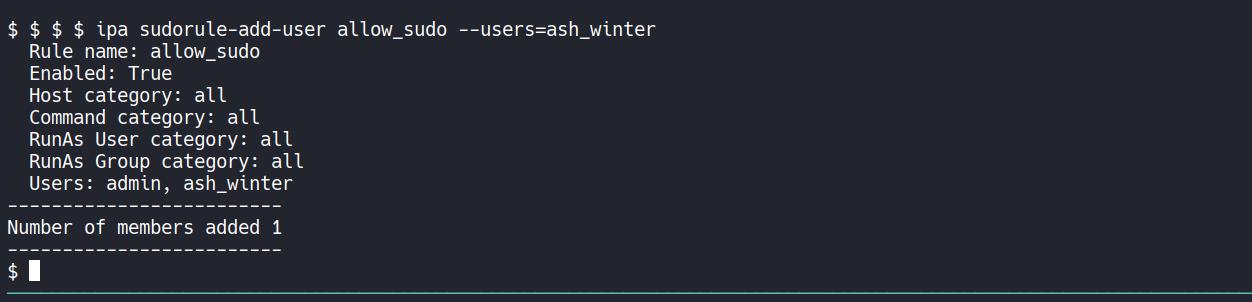 $ $ $ $ ipa sudorule-add-user allow_sudo --users=ash_winter
  Rule name: allow_sudo
  Enabled: True
  Host category: all
  Command category: all
  RunAs User category: all
  RunAs Group category: all
  Users: admin, ash_winter
-------------------------
Number of members added 1
-------------------------
$